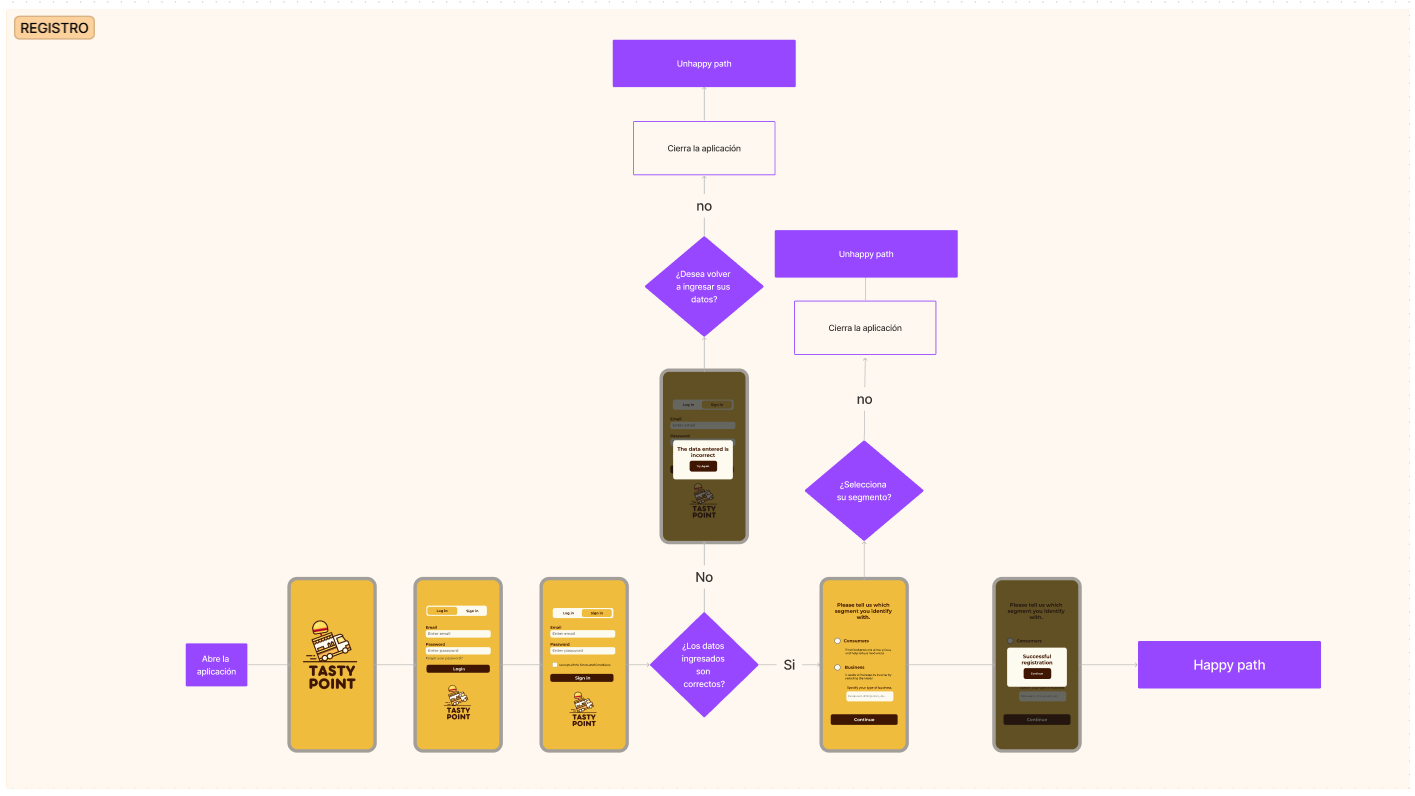 REGISTRO
Unhappy path
Cierra la aplicación
no
¿Desea volver
a ingresar sus
datos?
Unhappy path
Cierra la aplicación
no
¿Selecciona
su segmento?
Log in
Sign in
Email
Enter email
Password
The data entered is
incorrect
Try Again
TASTY
POINT
No
¿Los datos
ingresados
son
correctos?
Si
Abre la
aplicación
TASTY
POINT
Log in
Sign in
Email
Enter email
Password
Enter password
Forgot your password?
Login
TASTY
POINT
Log in
Sign in
Email
Enter email
Password
Enter password
Sign in
TASTY
POINT
Please tell us which
segment you identify
with.
Consumers
Business
Specify your type of business
Continue
Please tell us which
segment you identify
with.
Consumers
Successful
registration
Continue
Continue
Happy path